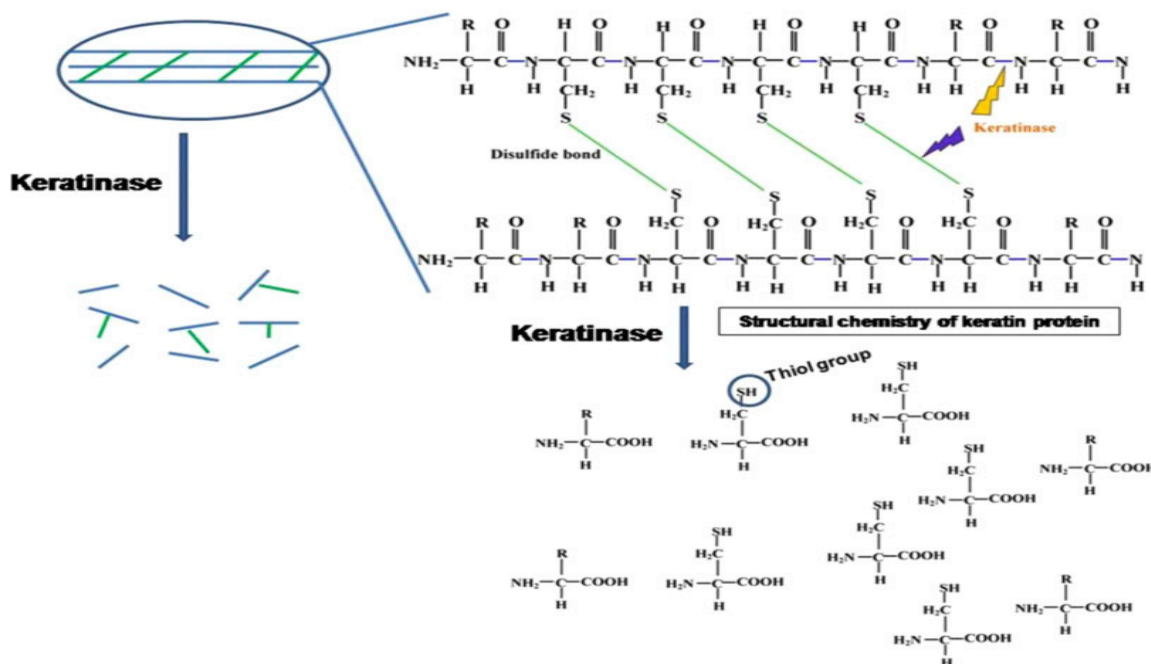 R O H O H O H O H O R O R O
NH₂—C—C—N—C—C—N—C—C—N—C—C—N—C—C—N—C—C—N—C—C—N
H H CH₂ H CH₂ H CH₂ H CH₂ H H H H H
S S S S
Keratinase
Disulfide bond
Keratinase
S S S S
R O R O H₂C O H₂C O H₂C O H₂C O R O
NH₂—C—C—N—C—C—N—C—C—N—C—C—N—C—C—N—C—C—N—C—C—N
H H H H H H H H H H H H H H
Keratinase
Structural chemistry of keratin protein
Thiol group
SH
H₂C
H₂N—C—COOH
H
SH
H₂C
H₂N—C—COOH
H
R
NH₂—C—COOH
H
SH
H₂C
H₂N—C—COOH
H
R
NH₂—C—COOH
H
SH
H₂C
H₂N—C—COOH
H
SH
H₂C
H₂N—C—COOH
H
R
NH₂—C—COOH
H
SH
H₂C
H₂N—C—COOH
H
R
NH₂—C—COOH
H